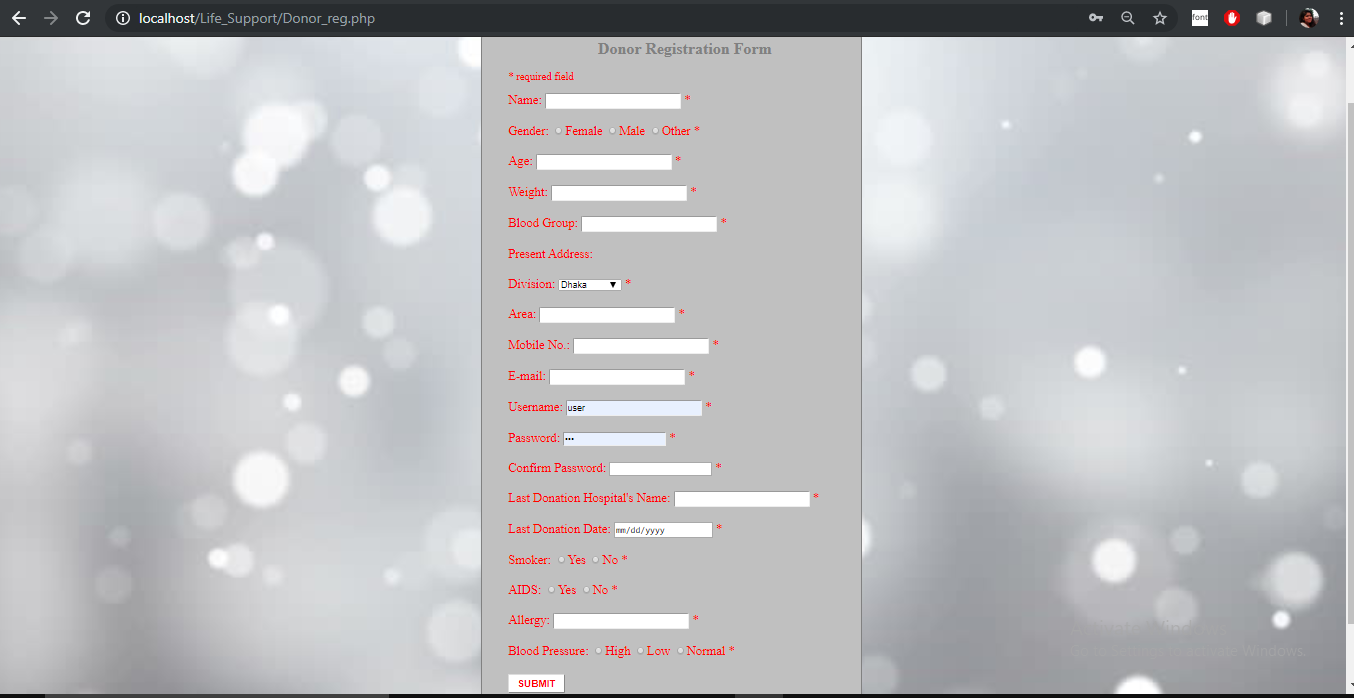 localhost/Life_Support/Donor_reg.php
font
Donor Registration Form
* required field
Name: *
Gender: Female Male Other *
Age: *
Weight: *
Blood Group: *
Present Address:
Division: Dhaka ▼ *
Area: *
Mobile No.: *
E-mail: *
Username: user *
Password: ••• *
Confirm Password: *
Last Donation Hospital's Name: *
Last Donation Date: mm/dd/yyyy *
Smoker: Yes No *
AIDS: Yes No *
Allergy: *
Blood Pressure: High Low Normal *
SUBMIT
Activate Windows
Go to Settings to activate Windows.